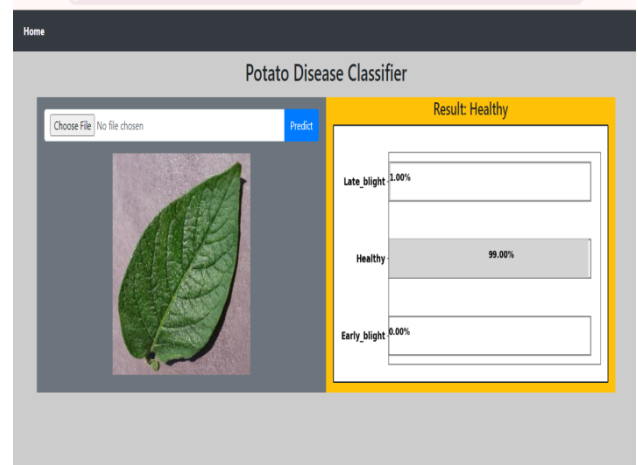 Home
Potato Disease Classifier
Choose File No file chosen Predict
Result: Healthy
Late_blight 1.00%
Healthy 99.00%
Early_blight 0.00%